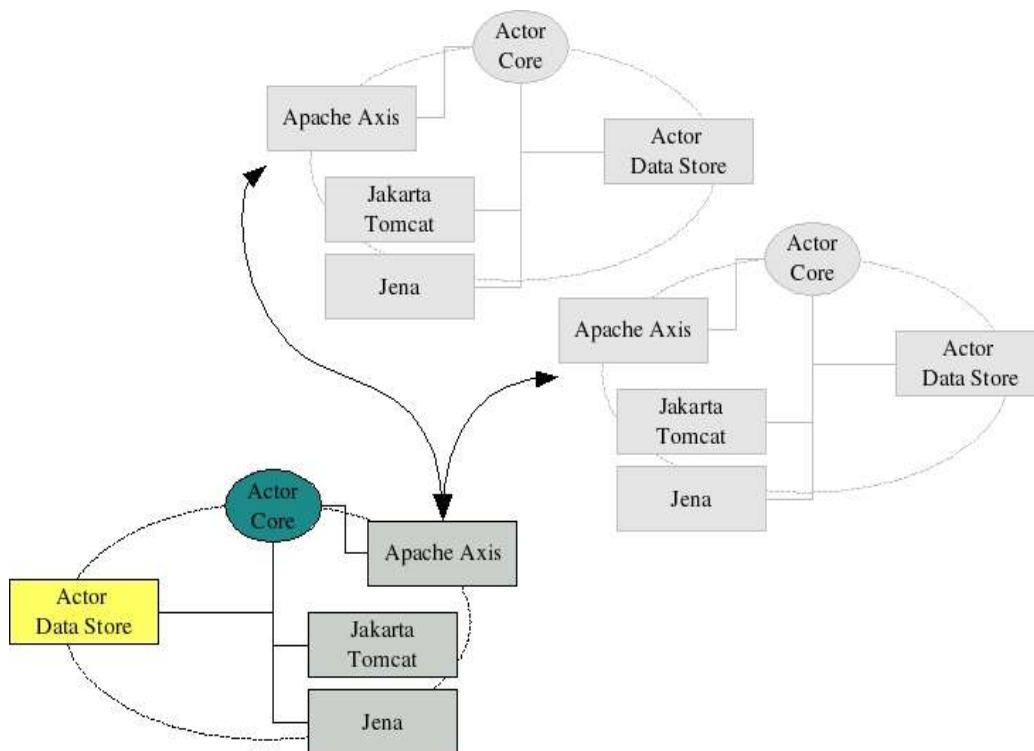 Actor
Core
Apache Axis
Actor
Data Store
Jakarta
Tomcat
Jena
Actor
Core
Apache Axis
Actor
Data Store
Jakarta
Tomcat
Jena
Actor
Core
Apache Axis
Actor
Data Store
Jakarta
Tomcat
Jena